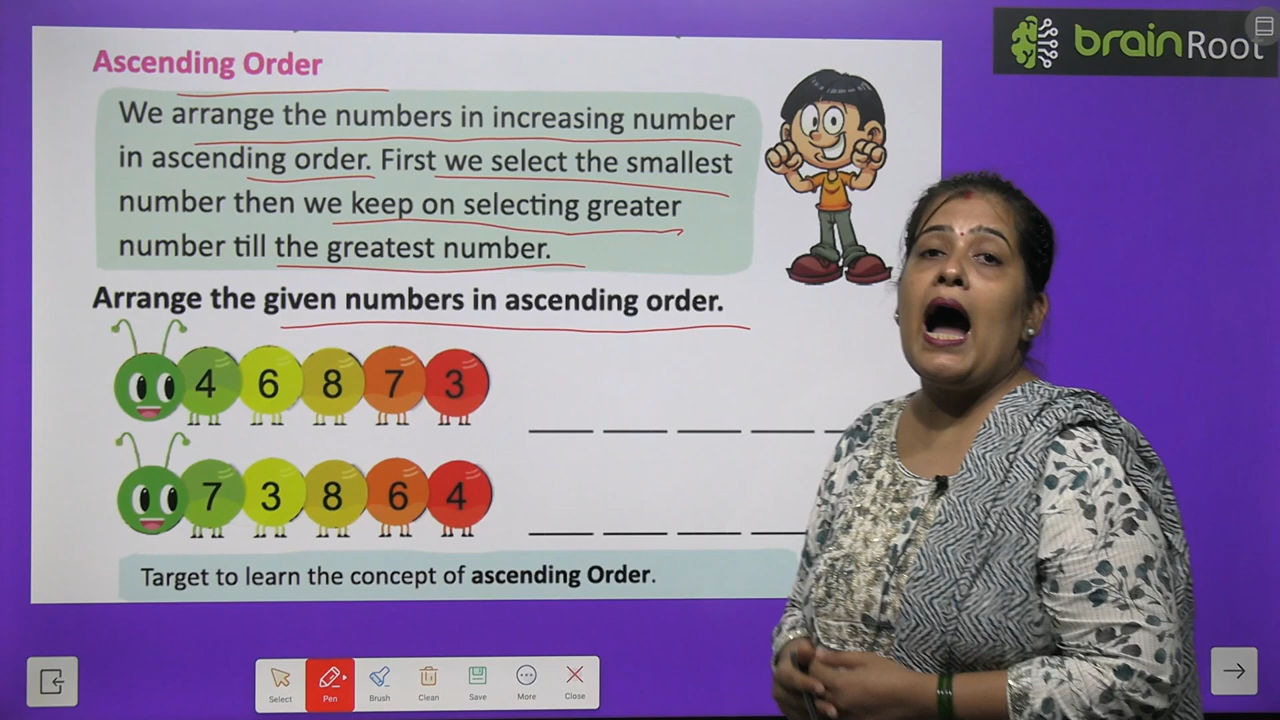 brainRoot
Ascending Order
We arrange the numbers in increasing number
in ascending order. First we select the smallest
number then we keep on selecting greater
number till the greatest number.
Arrange the given numbers in ascending order.
4 6 8 7 3
7 3 8 6 4
Target to learn the concept of ascending Order.
Select Pen Brush Clean Save More Close